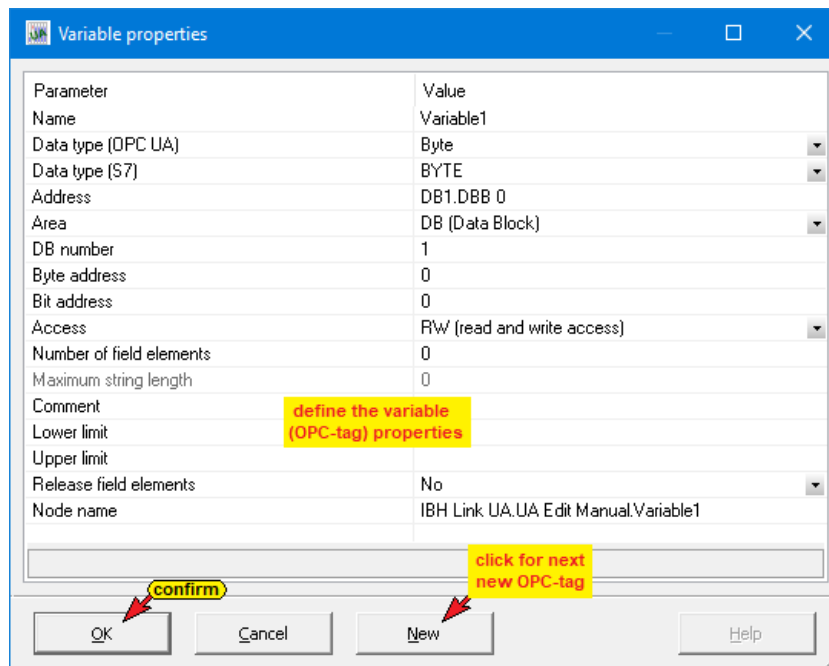 Variable properties
Parameter Value
Name Variable1
Data type (OPC UA) Byte
Data type (S7) BYTE
Address DB1.DBB 0
Area DB (Data Block)
DB number 1
Byte address 0
Bit address 0
Access RW (read and write access)
Number of field elements 0
Maximum string length 0
Comment
define the variable
(OPC-tag) properties
Lower limit
Upper limit
Release field elements No
Node name IBH Link UA.UA Edit Manual.Variable1
click for next
new OPC-tag
confirm
OK Cancel New Help